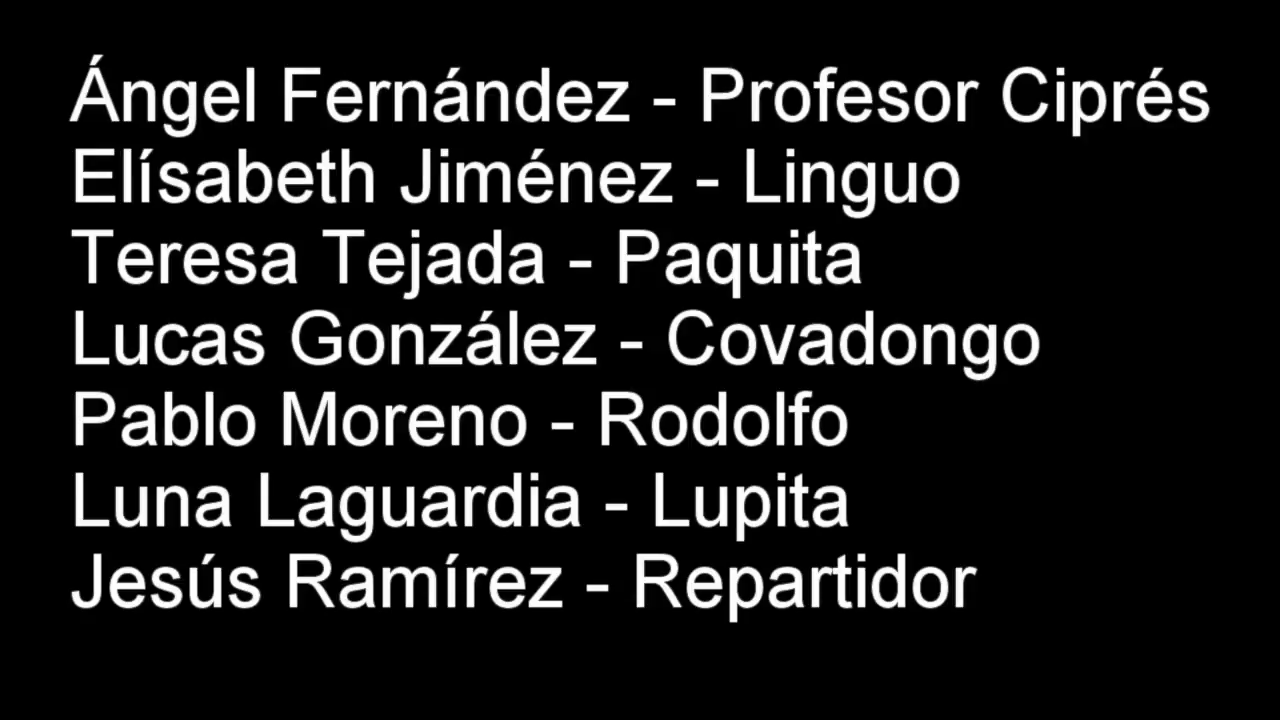 Ángel Fernández - Profesor Ciprés
Elísabeth Jiménez - Linguo
Teresa Tejada - Paquita
Lucas González - Covadongo
Pablo Moreno - Rodolfo
Luna Laguardia - Lupita
Jesús Ramírez - Repartidor